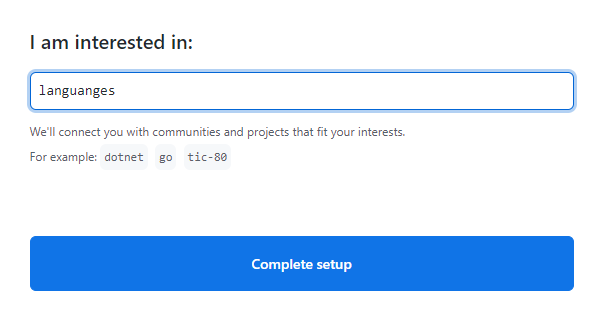 I am interested in:
languanges
We'll connect you with communities and projects that fit your interests.
For example: dotnet go tic-80
Complete setup